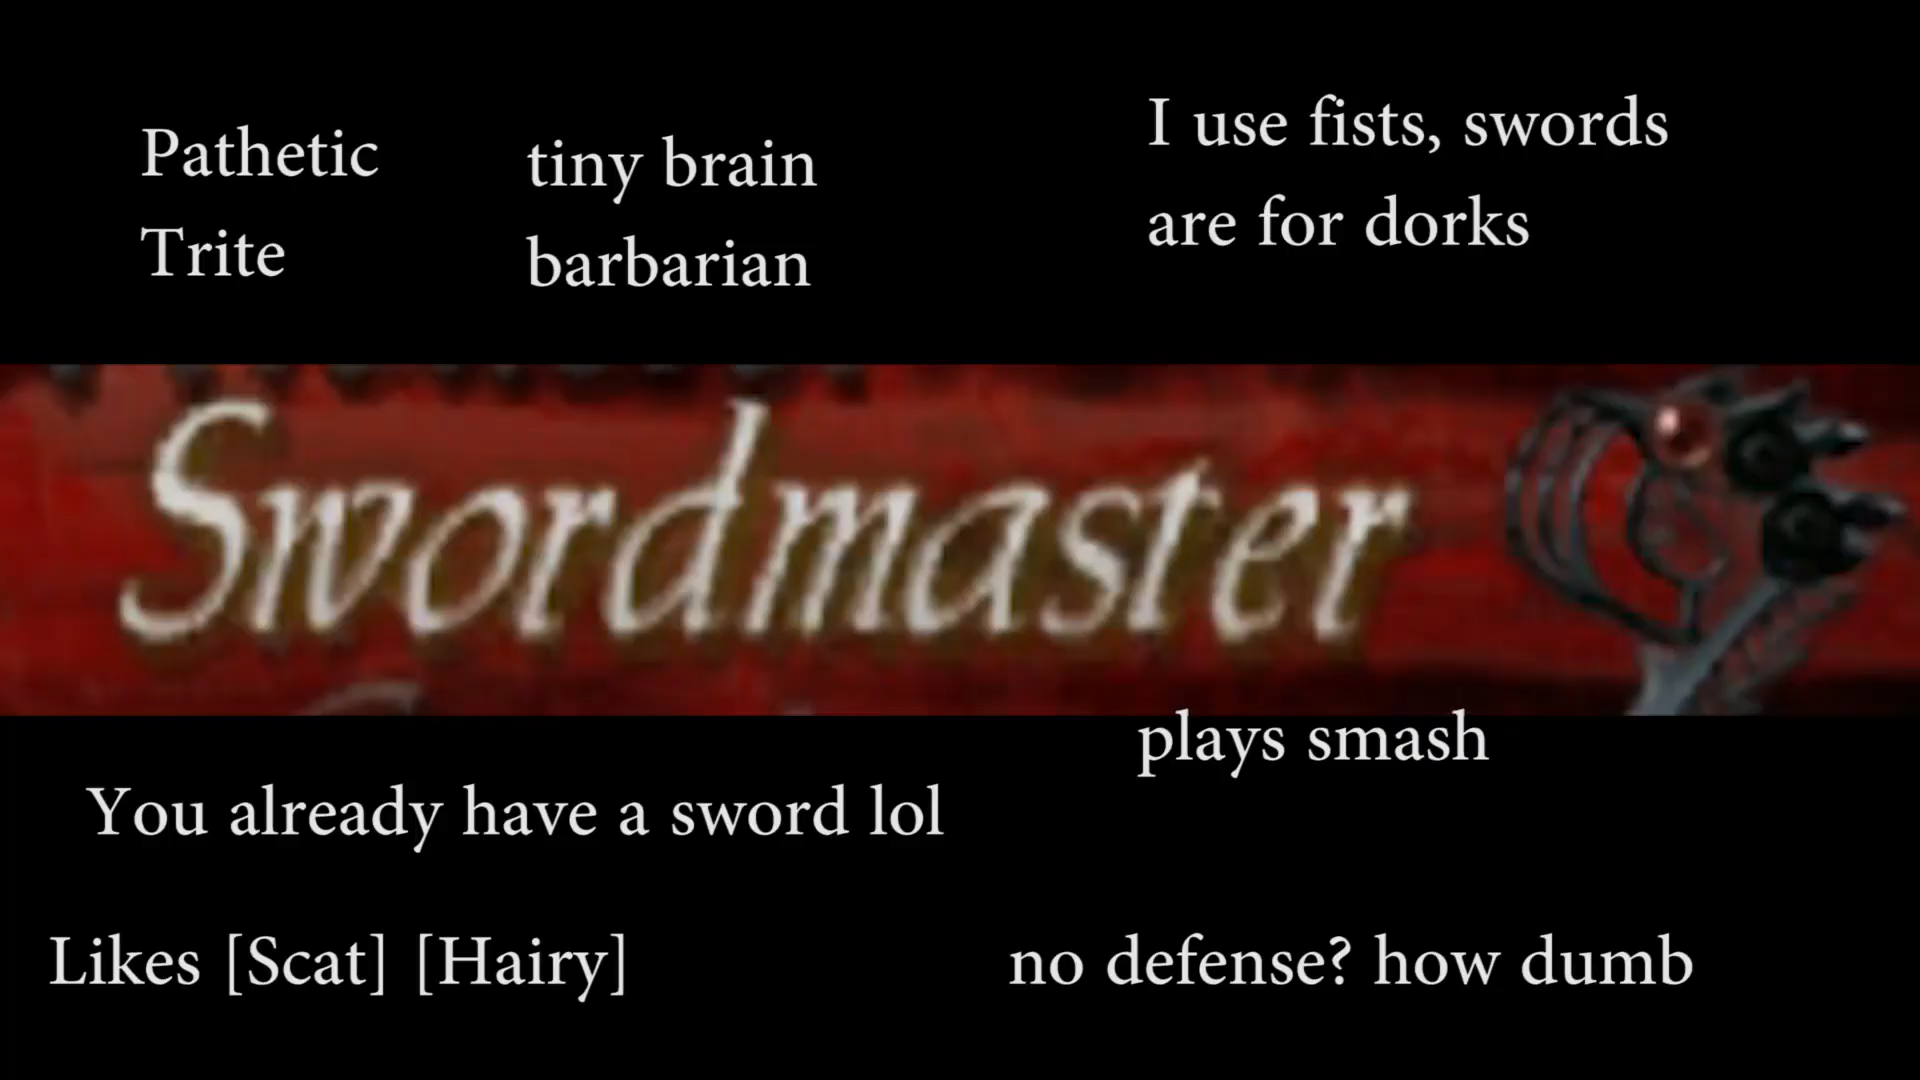 Pathetic
Trite
tiny brain
barbarian
I use fists, swords
are for dorks
Swordmaster
plays smash
You already have a sword lol
Likes [Scat] [Hairy]
no defense? how dumb